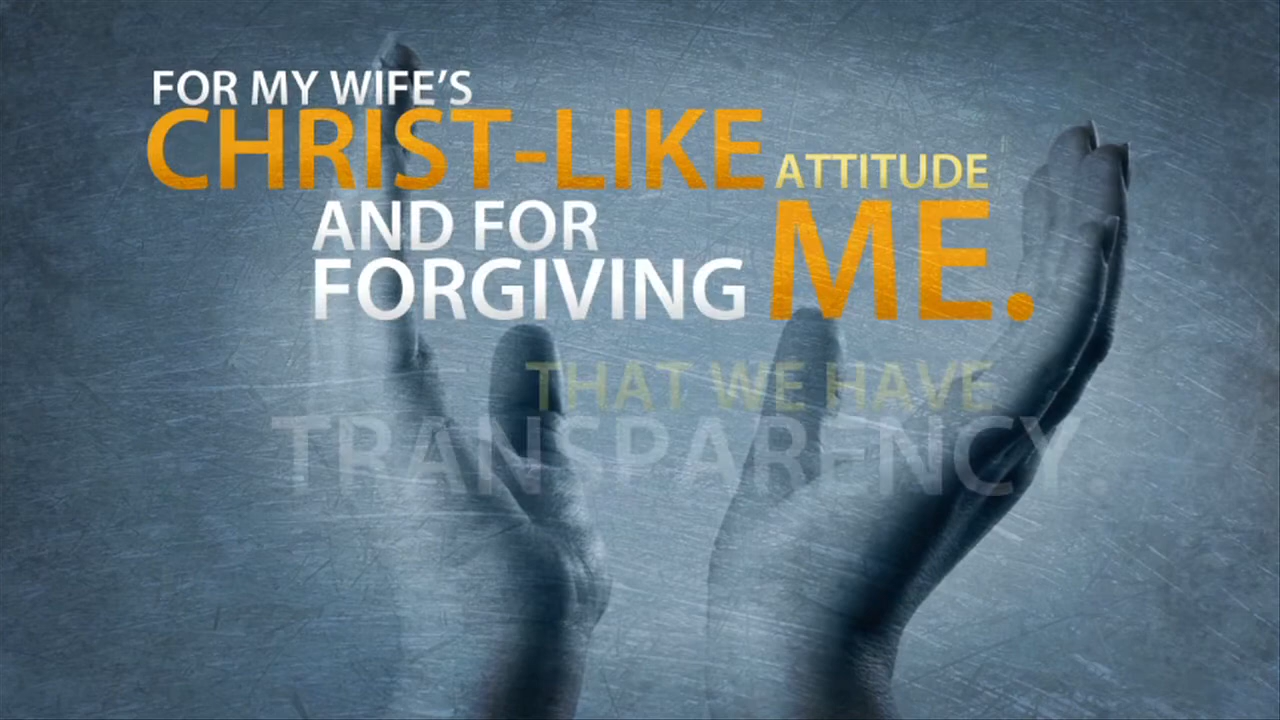 FOR MY WIFE'S
CHRIST-LIKE ATTITUDE
AND FOR
FORGIVING ME.
THAT WE HAVE
TRANSPARENCY.